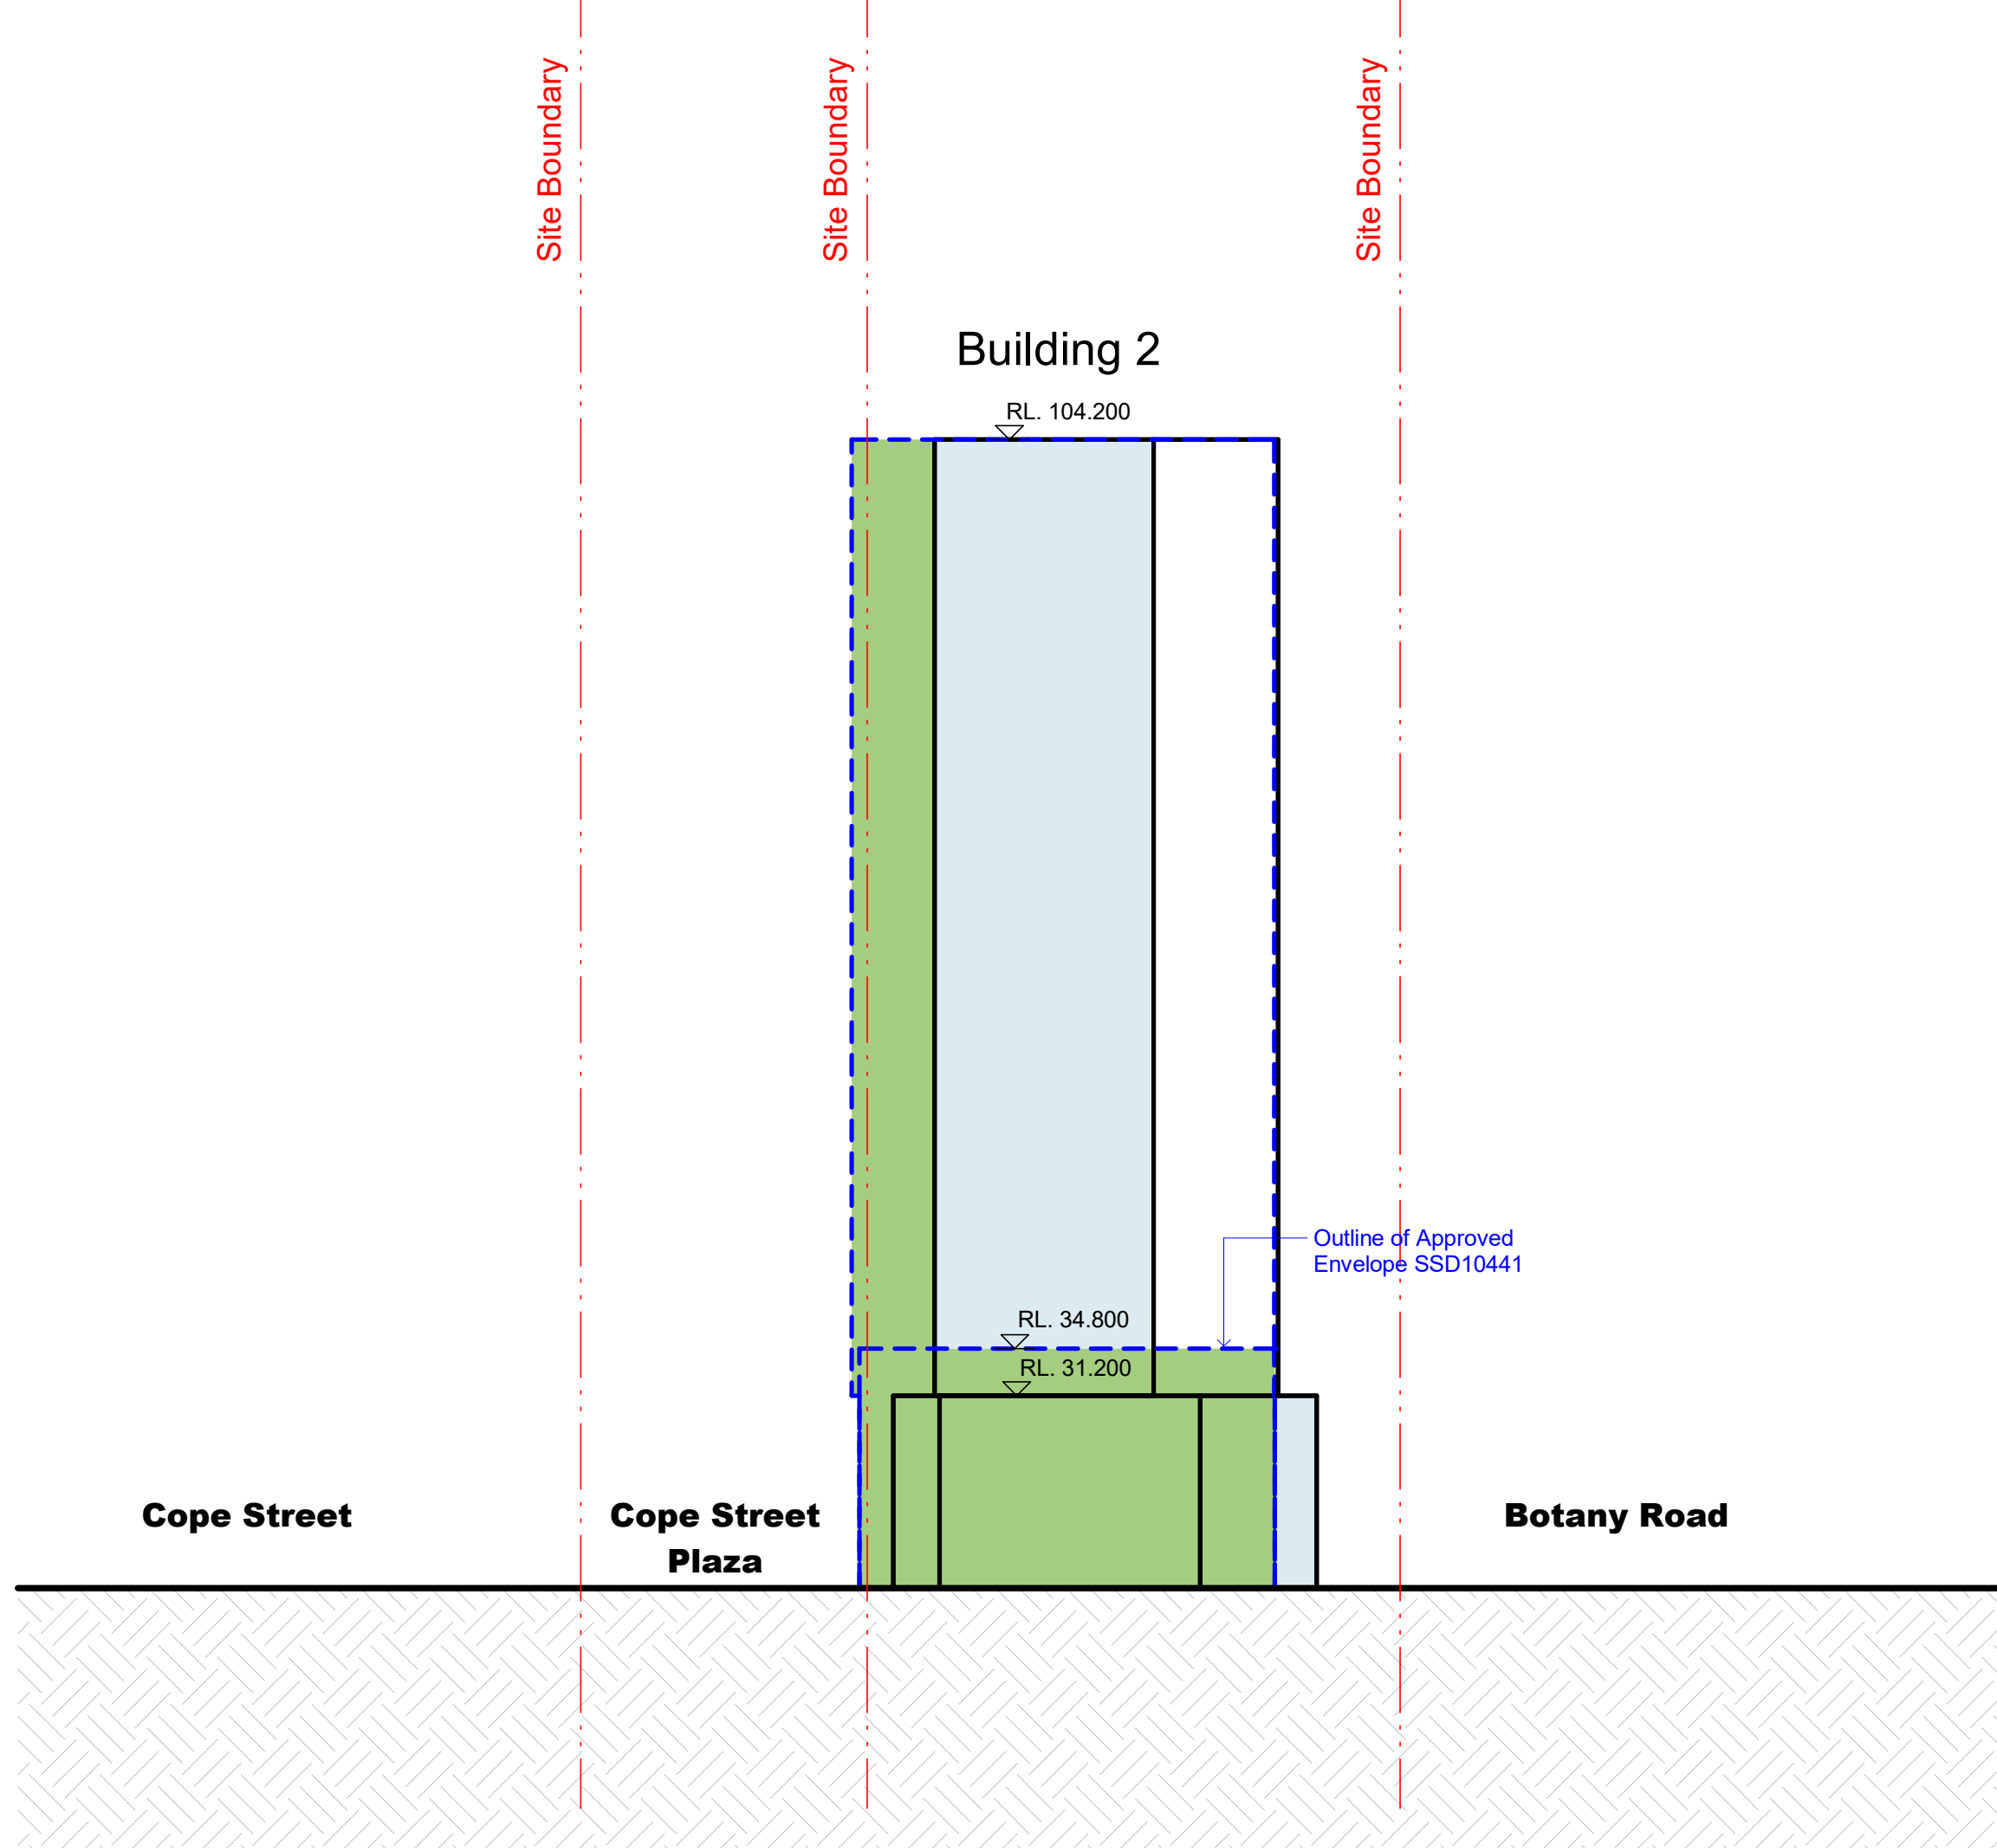 Site Boundary
Site Boundary
Site Boundary
Building 2
RL. 104.200
Outline of Approved
Envelope SSD10441
RL. 34.800
RL. 31.200
Cope Street
Cope Street
Plaza
Botany Road